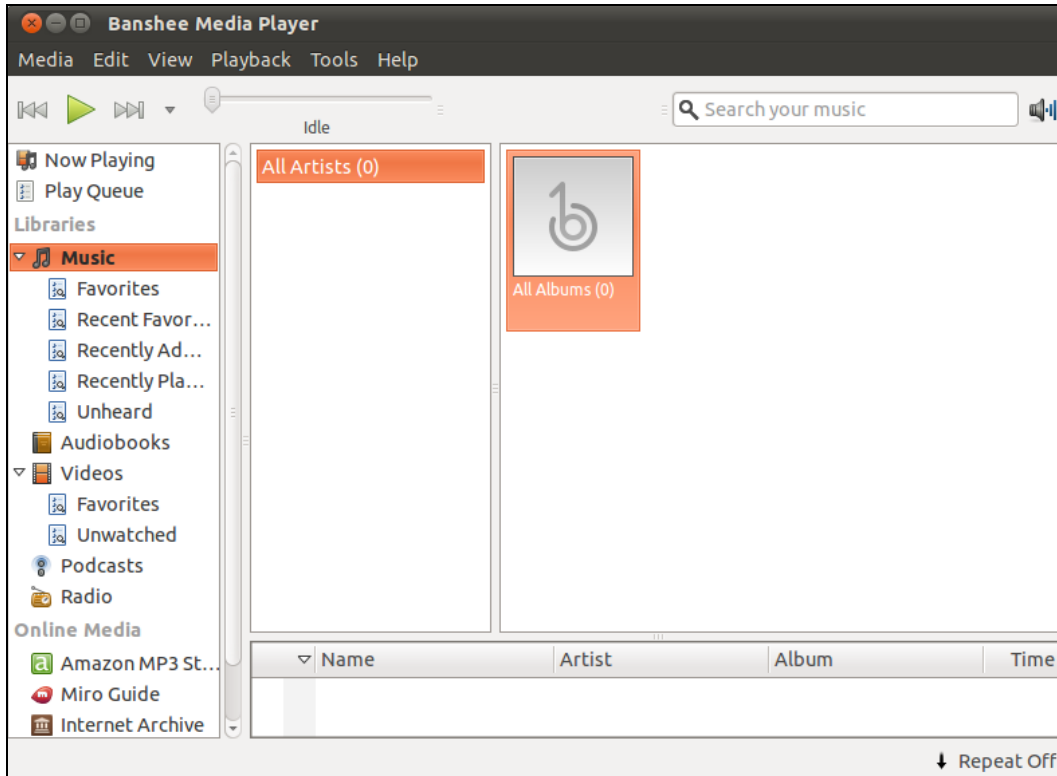 Banshee Media Player
Media Edit View Playback Tools Help
Idle
Search your music
Now Playing
Play Queue
Libraries
Music
Favorites
Recent Favor...
Recently Ad...
Recently Pla...
Unheard
Audiobooks
Videos
Favorites
Unwatched
Podcasts
Radio
Online Media
Amazon MP3 St...
Miro Guide
Internet Archive
All Artists (0)
All Albums (0)
Name Artist Album Time
Repeat Off